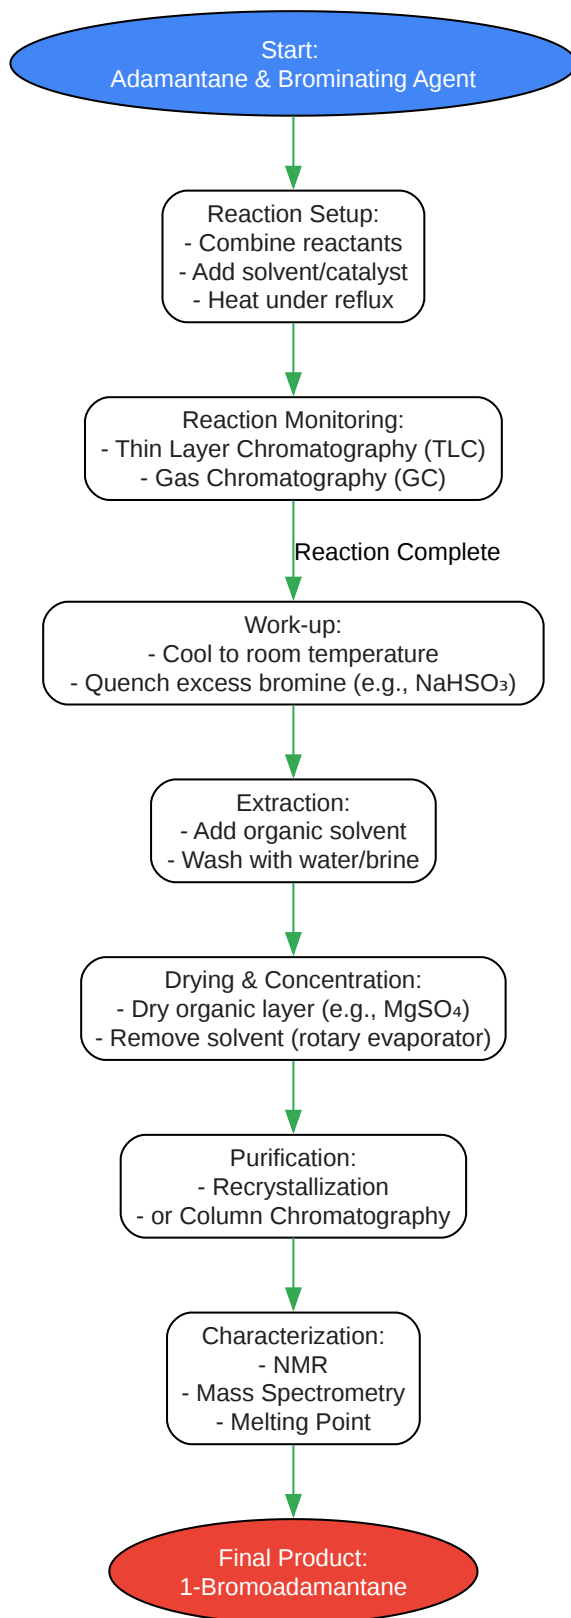 Start:
Adamantane & Brominating Agent
Reaction Setup:
- Combine reactants
- Add solvent/catalyst
- Heat under reflux
Reaction Monitoring:
- Thin Layer Chromatography (TLC)
- Gas Chromatography (GC)
Reaction Complete
Work-up:
- Cool to room temperature
- Quench excess bromine (e.g., NaHSO₃)
Extraction:
- Add organic solvent
- Wash with water/brine
Drying & Concentration:
- Dry organic layer (e.g., MgSO₄)
- Remove solvent (rotary evaporator)
Purification:
- Recrystallization
- or Column Chromatography
Characterization:
- NMR
- Mass Spectrometry
- Melting Point
Final Product:
1-Bromoadamantane